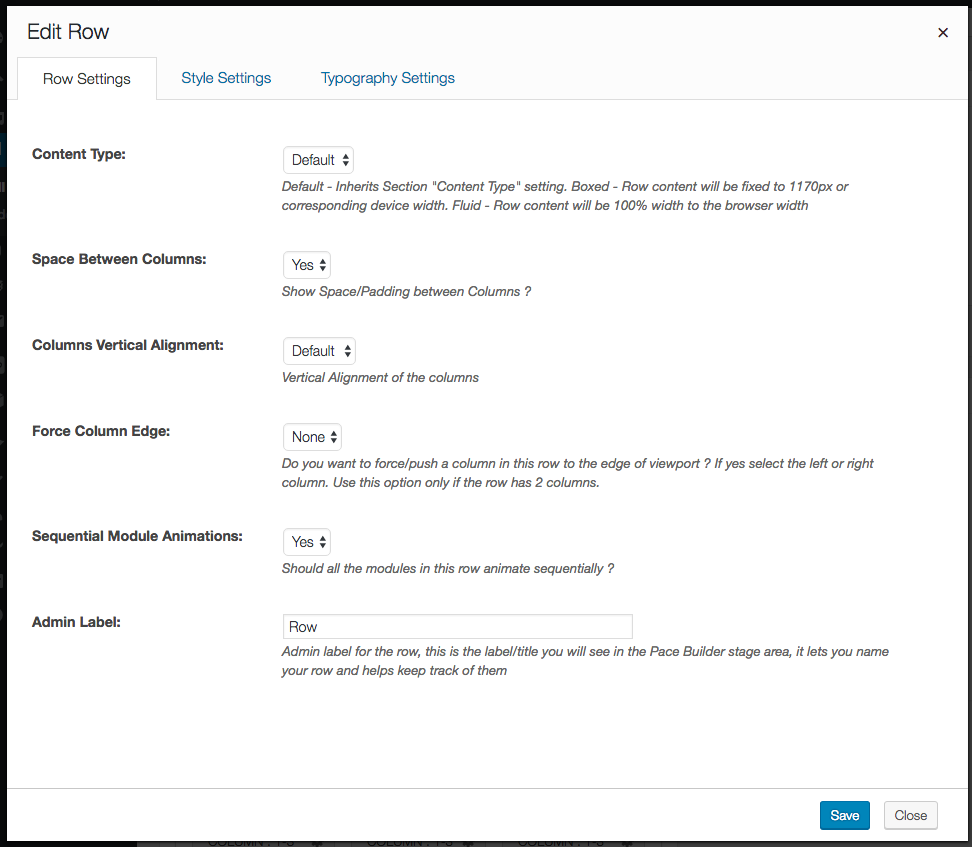 Edit Row
×
Row Settings
Style Settings
Typography Settings
Content Type:
Default
Default - Inherits Section "Content Type" setting. Boxed - Row content will be fixed to 1170px or
corresponding device width. Fluid - Row content will be 100% width to the browser width
Space Between Columns:
Yes
Show Space/Padding between Columns ?
Columns Vertical Alignment:
Default
Vertical Alignment of the columns
Force Column Edge:
None
Do you want to force/push a column in this row to the edge of viewport ? If yes select the left or right
column. Use this option only if the row has 2 columns.
Sequential Module Animations:
Yes
Should all the modules in this row animate sequentially ?
Admin Label:
Row
Admin label for the row, this is the label/title you will see in the Pace Builder stage area, it lets you name
your row and helps keep track of them
Save
Close